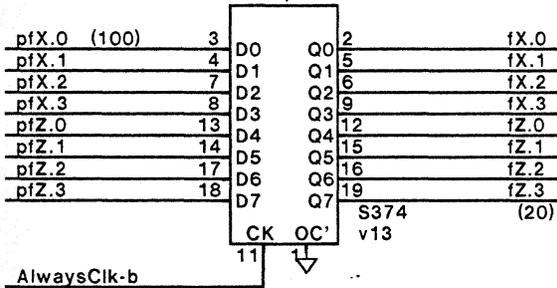 pfX.0 (100) 3 D0 Q0 2 fX.0
pfX.1 4 D1 Q1 5 fX.1
pfX.2 7 D2 Q2 6 fX.2
pfX.3 8 D3 Q3 9 fX.3
pfZ.0 13 D4 Q4 12 fZ.0
pfZ.1 14 D5 Q5 15 fZ.1
pfZ.2 17 D6 Q6 16 fZ.2
pfZ.3 18 D7 Q7 19 fZ.3
S374 (20)
CK OC' v13
11 1
AlwaysClk-b